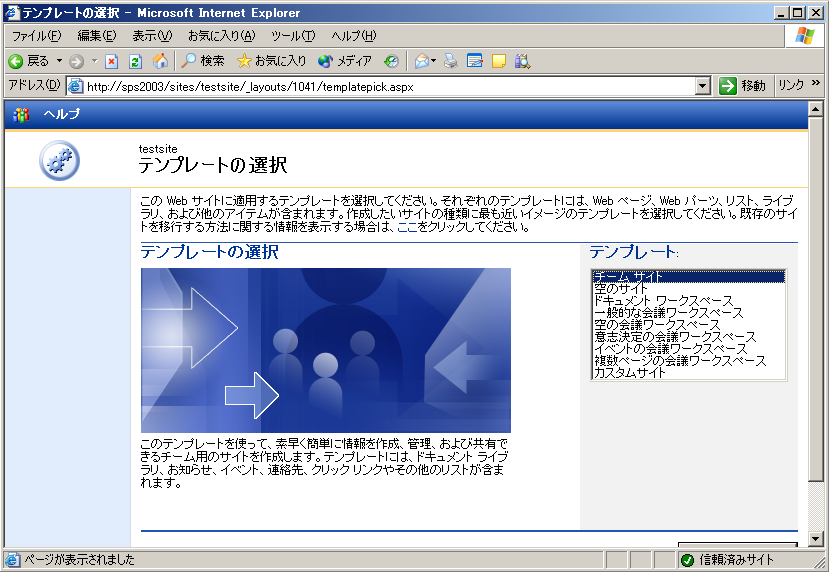 テンプレートの選択 - Microsoft Internet Explorer
ファイル(F) 編集(E) 表示(V) お気に入り(A) ツール(T) ヘルプ(H)
戻る 検索 お気に入り メディア
アドレス(D) http://sps2003/sites/testsite/_layouts/1041/templatepick.aspx 移動 リンク »
ヘルプ
testsite
テンプレートの選択
この Web サイトに適用するテンプレートを選択してください。それぞれのテンプレートには、Web ページ、Web パーツ、リスト、ライブ
ラリ、および他のアイテムが含まれます。作成したいサイトの種類に最も近いイメージのテンプレートを選択してください。既存のサイ
トを移行する方法に関する情報を表示する場合は、ここをクリックしてください。
テンプレートの選択
このテンプレートを使って、素早く簡単に情報を作成、管理、および共有で
きるチーム用のサイトを作成します。テンプレートには、ドキュメント ライブ
ラリ、お知らせ、イベント、連絡先、クリック リンクやその他のリストが含ま
れます。
テンプレート:
チーム サイト
空のサイト
ドキュメント ワークスペース
一般的な会議ワークスペース
空の会議ワークスペース
意志決定の会議ワークスペース
イベントの会議ワークスペース
複数ページの会議ワークスペース
カスタムサイト
ページが表示されました 信頼済みサイト